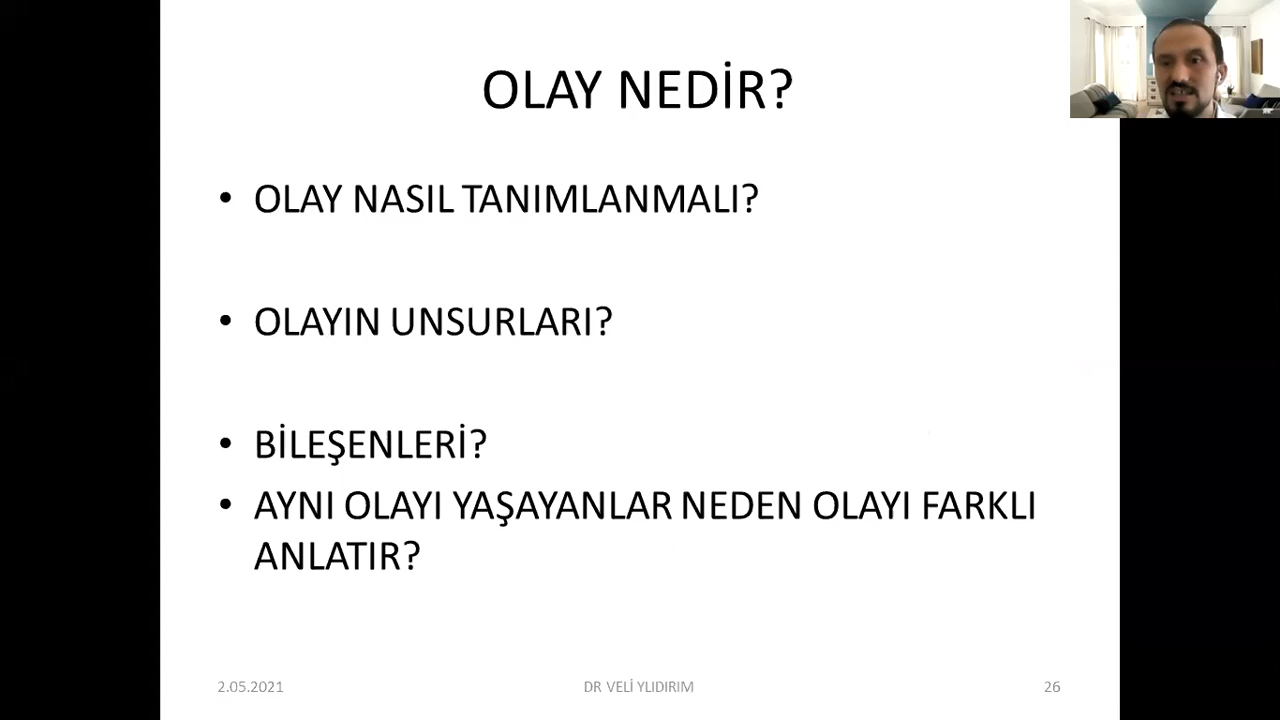 OLAY NEDİR?
• OLAY NASIL TANIMLANMALI?
• OLAYIN UNSURLARI?
• BİLEŞENLERİ?
• AYNI OLAYI YAŞAYANLAR NEDEN OLAYI FARKLI
ANLATIR?
2.05.2021
DR VELİ YLIDIRIM
26